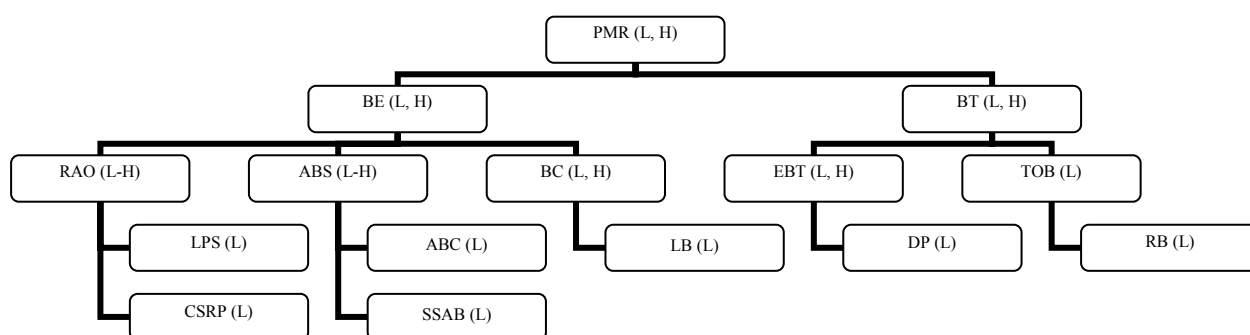 PMR (L, H)
BE (L, H)
BT (L, H)
RAO (L-H)
ABS (L-H)
BC (L, H)
EBT (L, H)
TOB (L)
LPS (L)
ABC (L)
LB (L)
DP (L)
RB (L)
CSRP (L)
SSAB (L)